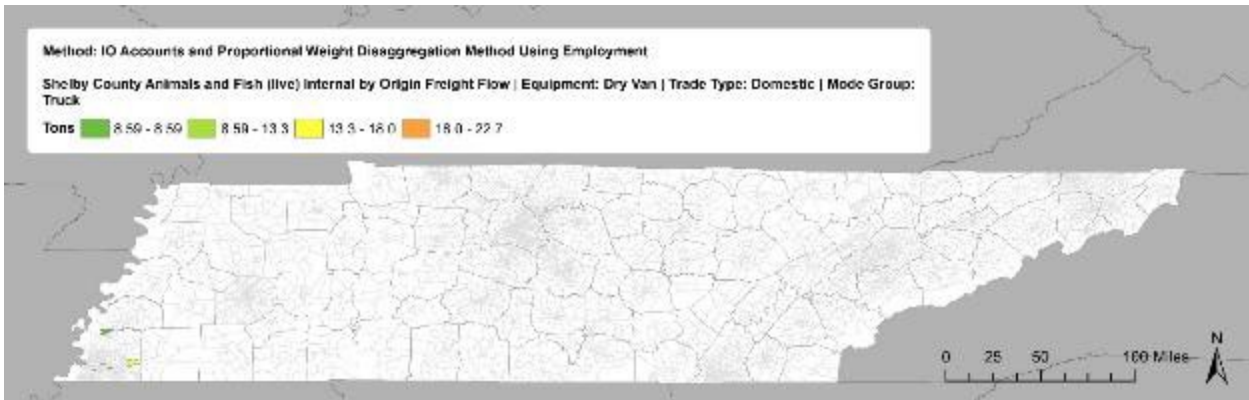 Method: IO Accounts and Proportional Weight Disaggregation Method Using Employment
Shelby County Animals and Fish (live) Internal by Origin Freight Flow | Equipment: Dry Van | Trade Type: Domestic | Mode Group:
Truck
Tons 8.59 - 8.59 8.59 - 13.3 13.3 - 18.0 18.0 - 22.7
N
0 25 50 100 Miles